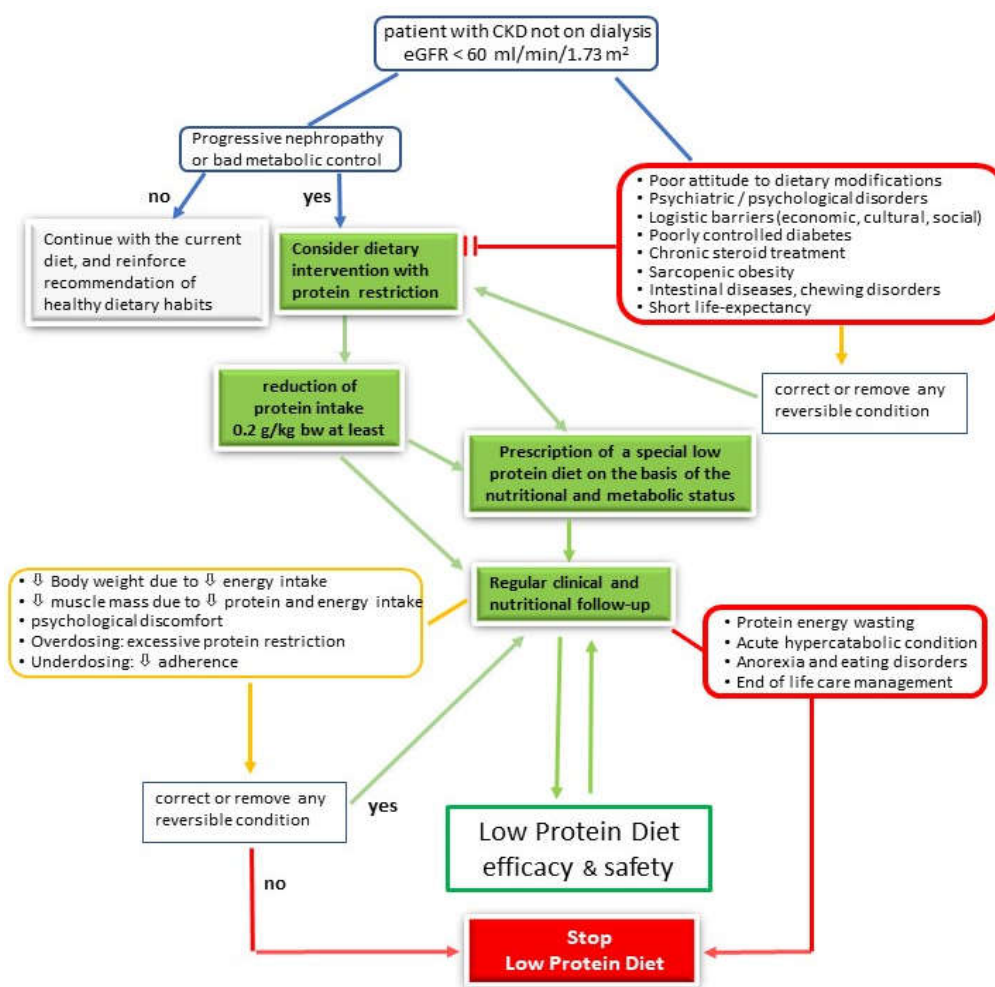 patient with CKD not on dialysis
eGFR < 60 ml/min/1.73 m²
Progressive nephropathy
or bad metabolic control
no
yes
Continue with the current
diet, and reinforce
recommendation of
healthy dietary habits
Consider dietary
intervention with
protein restriction
• Poor attitude to dietary modifications
• Psychiatric / psychological disorders
• Logistic barriers (economic, cultural, social)
• Poorly controlled diabetes
• Chronic steroid treatment
• Sarcopenic obesity
• Intestinal diseases, chewing disorders
• Short life-expectancy
correct or remove any
reversible condition
reduction of
protein intake
0.2 g/kg bw at least
Prescription of a special low
protein diet on the basis of the
nutritional and metabolic status
Regular clinical and
nutritional follow-up
• ⇩ Body weight due to ⇩ energy intake
• ⇩ muscle mass due to ⇩ protein and energy intake
• psychological discomfort
• Overdosing: excessive protein restriction
• Underdosing: ⇩ adherence
• Protein energy wasting
• Acute hypercatabolic condition
• Anorexia and eating disorders
• End of life care management
correct or remove any
reversible condition
yes
no
Low Protein Diet
efficacy & safety
Stop
Low Protein Diet